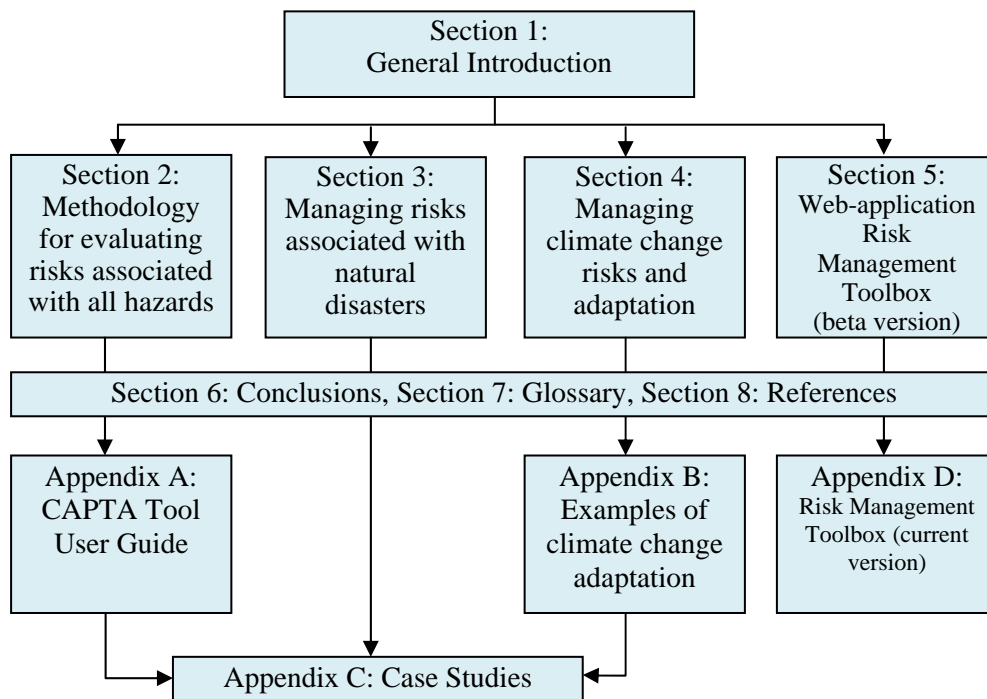 Section 1:
General Introduction
Section 2:
Methodology
for evaluating
risks associated
with all hazards
Section 3:
Managing risks
associated with
natural
disasters
Section 4:
Managing
climate change
risks and
adaptation
Section 5:
Web-application
Risk
Management
Toolbox
(beta version)
Section 6: Conclusions, Section 7: Glossary, Section 8: References
Appendix A:
CAPTA Tool
User Guide
Appendix B:
Examples of
climate change
adaptation
Appendix D:
Risk Management
Toolbox (current
version)
Appendix C: Case Studies